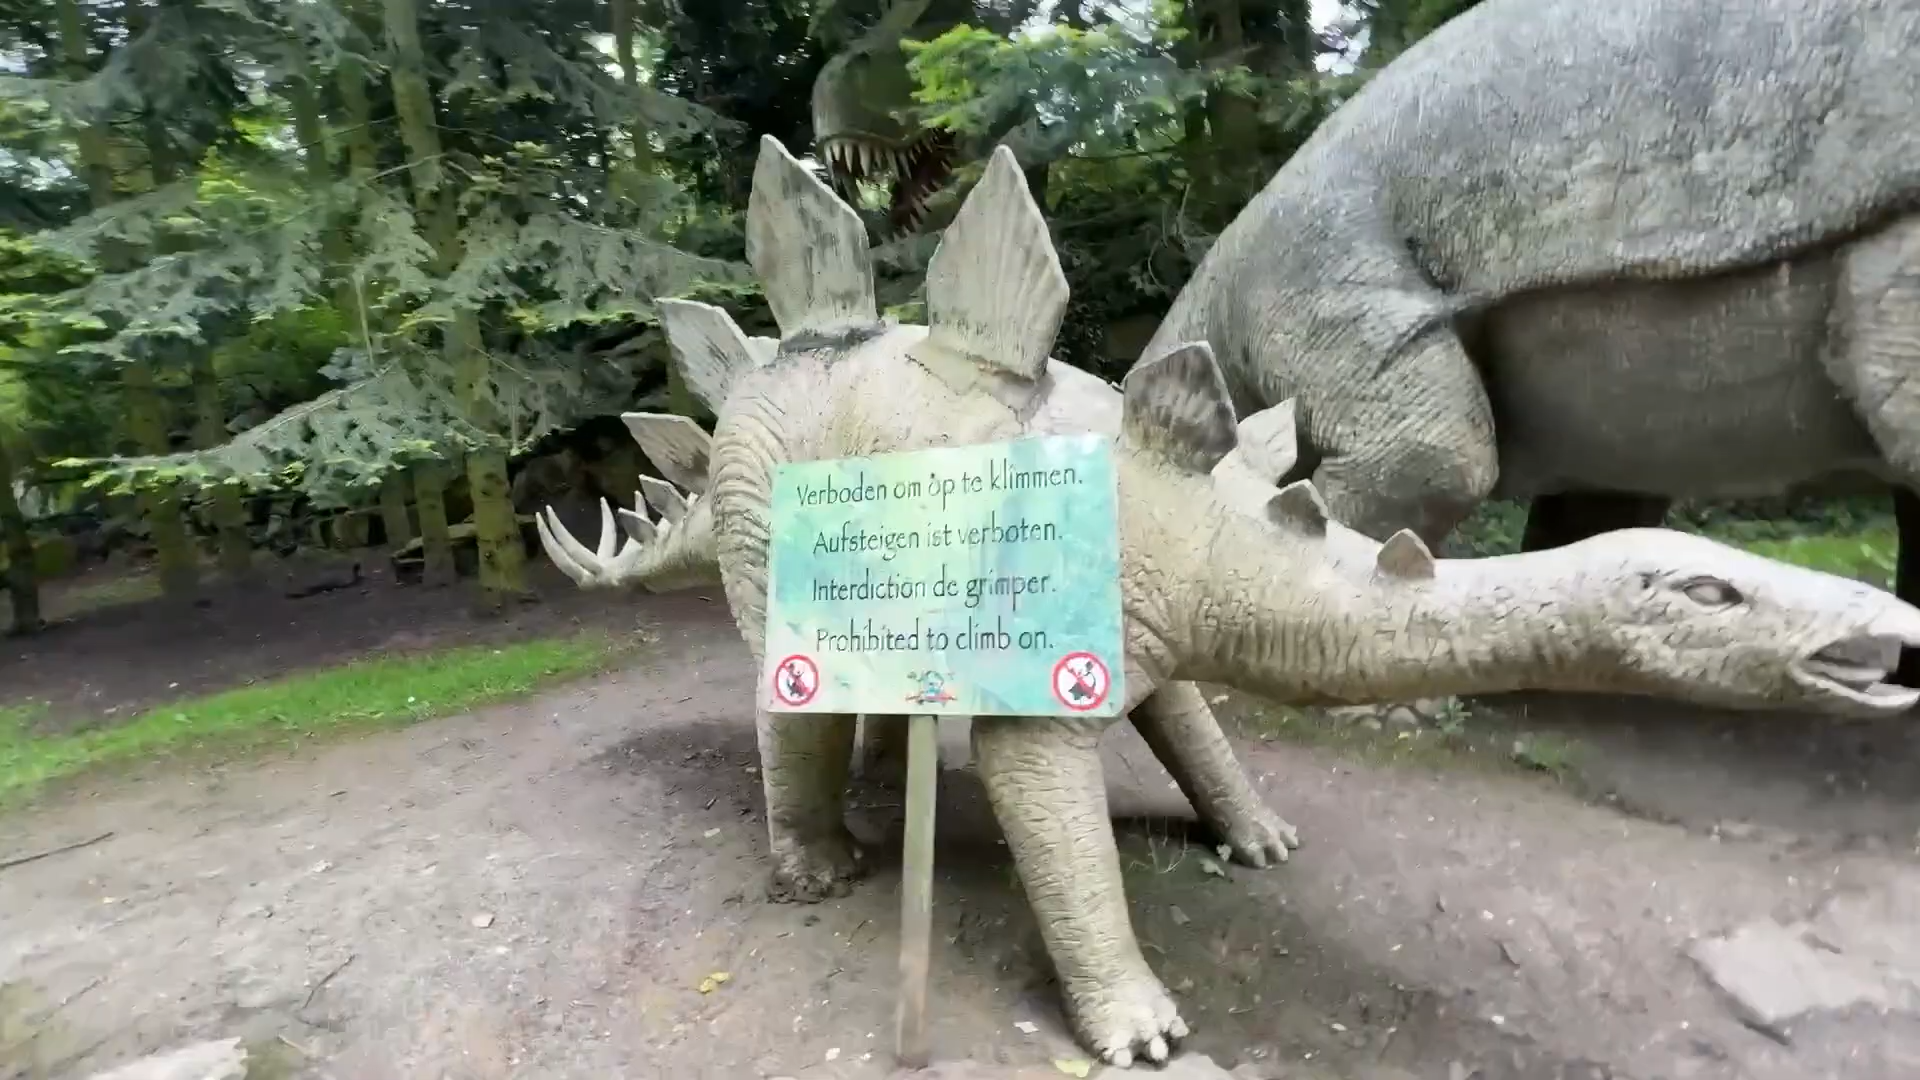 Verboden om op te klimmen.
Aufsteigen ist verboten.
Interdiction de grimper.
Prohibited to climb on.